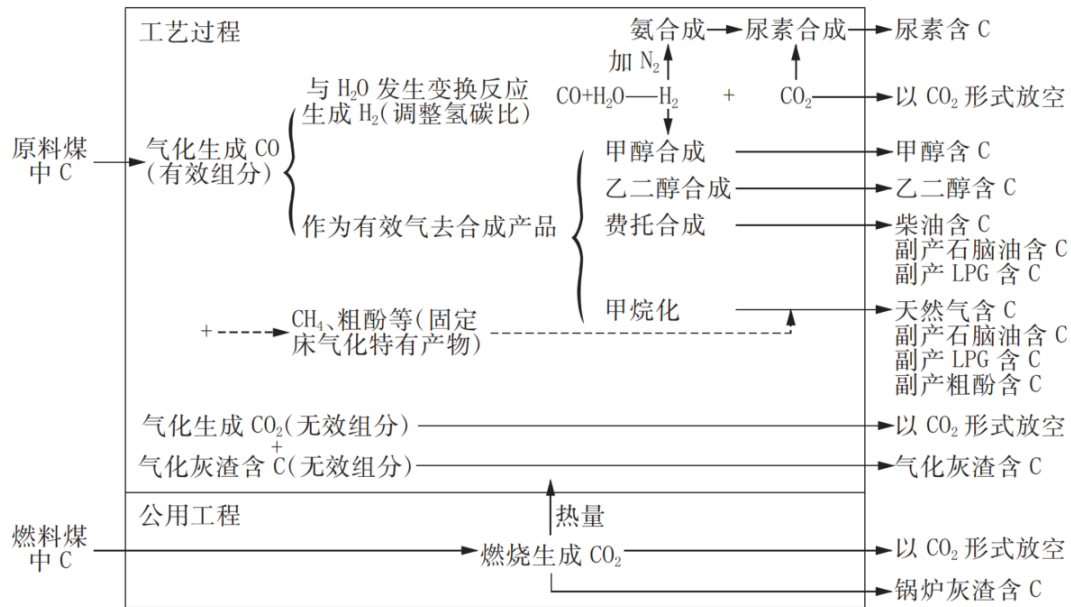 工艺过程
氨合成
尿素合成
尿素含 C
加 N₂
与 H₂O 发生变换反应
生成 H₂(调整氢碳比)
CO+H₂O—H₂ + CO₂
以 CO₂ 形式放空
原料煤
中 C
气化生成 CO
(有效组分)
甲醇合成
甲醇含 C
乙二醇合成
乙二醇含 C
作为有效气去合成产品
费托合成
柴油含 C
副产石脑油含 C
副产 LPG 含 C
甲烷化
天然气含 C
副产石脑油含 C
副产 LPG 含 C
副产粗酚含 C
+
CH₄、粗酚等(固定
床气化特有产物)
气化生成 CO₂(无效组分)
以 CO₂ 形式放空
+
气化灰渣含 C(无效组分)
气化灰渣含 C
公用工程
热量
燃料煤
中 C
燃烧生成 CO₂
以 CO₂ 形式放空
锅炉灰渣含 C